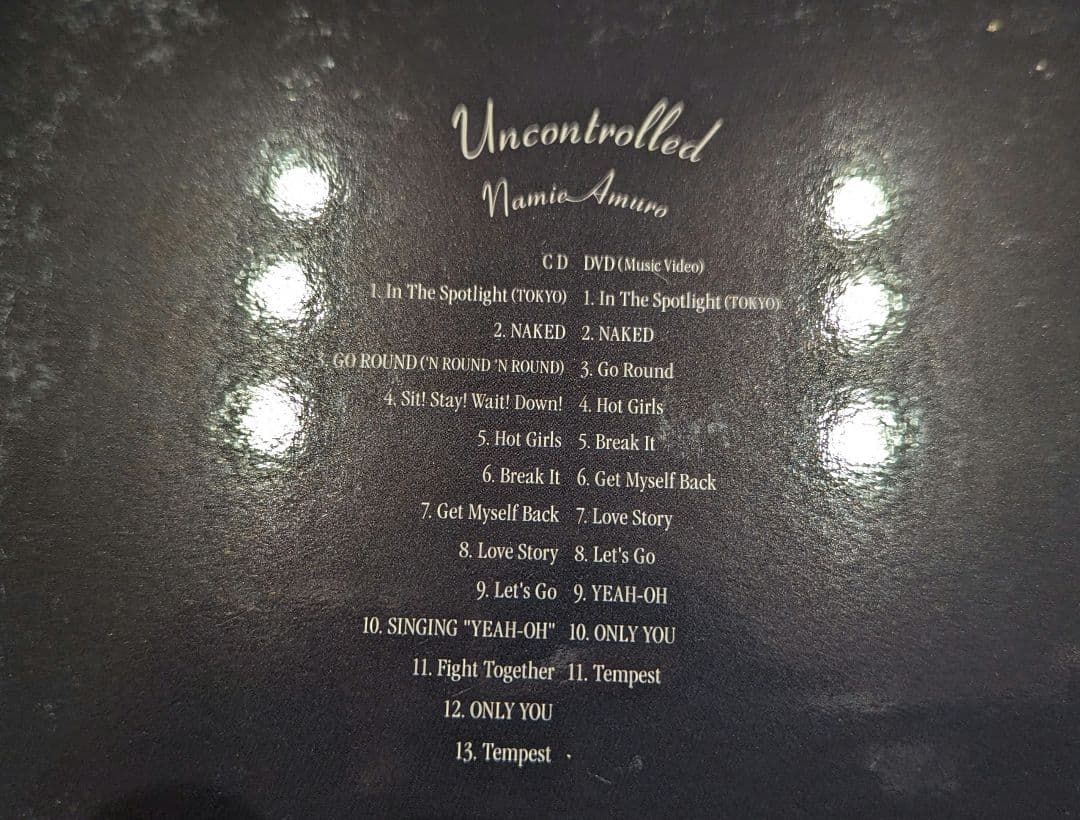 Uncontrolled
Namie Amuro
CD DVD (Music Video)
1. In The Spotlight (TOKYO) 1. In The Spotlight (TOKYO)
2. NAKED 2. NAKED
3. GO ROUND ('N ROUND 'N ROUND) 3. Go Round
4. Sit! Stay! Wait! Down! 4. Hot Girls
5. Hot Girls 5. Break It
6. Break It 6. Get Myself Back
7. Get Myself Back 7. Love Story
8. Love Story 8. Let's Go
9. Let's Go 9. YEAH-OH
10. SINGING "YEAH-OH" 10. ONLY YOU
11. Fight Together 11. Tempest
12. ONLY YOU
13. Tempest